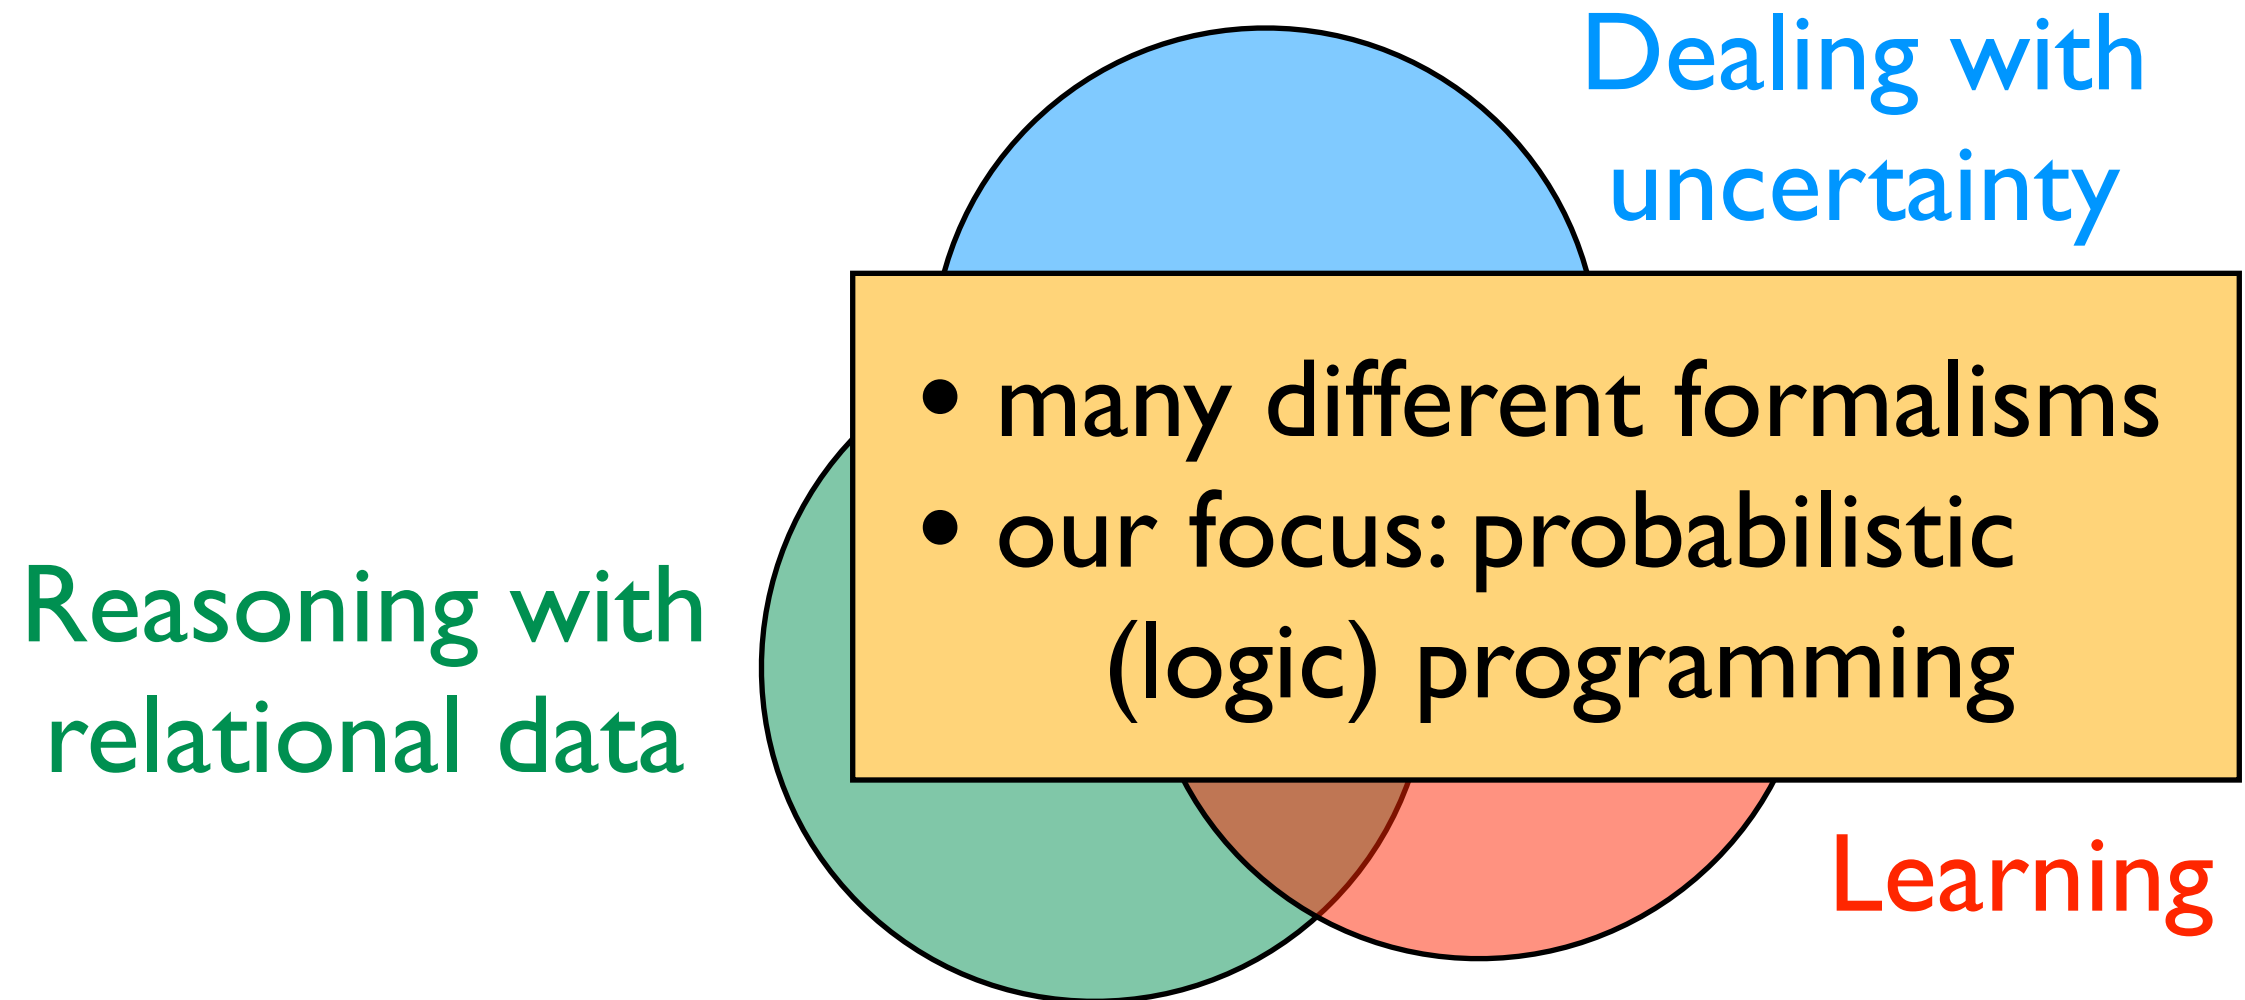 Dealing with
uncertainty
• many different formalisms
• our focus: probabilistic
(logic) programming
Reasoning with
relational data
Learning